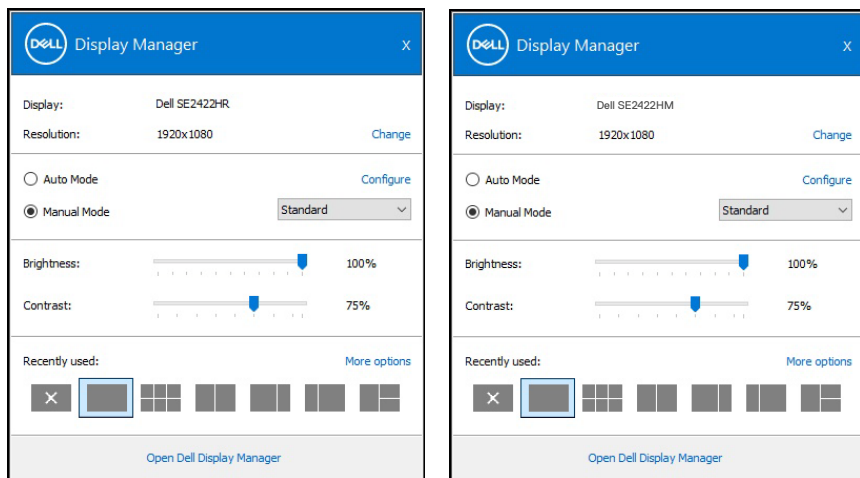 DELL Display Manager X
Display: Dell SE2422HR
Resolution: 1920x1080 Change
Auto Mode Configure
Manual Mode Standard
Brightness: 100%
Contrast: 75%
Recently used: More options
Open Dell Display Manager
DELL Display Manager X
Display: Dell SE2422HM
Resolution: 1920x1080 Change
Auto Mode Configure
Manual Mode Standard
Brightness: 100%
Contrast: 75%
Recently used: More options
Open Dell Display Manager